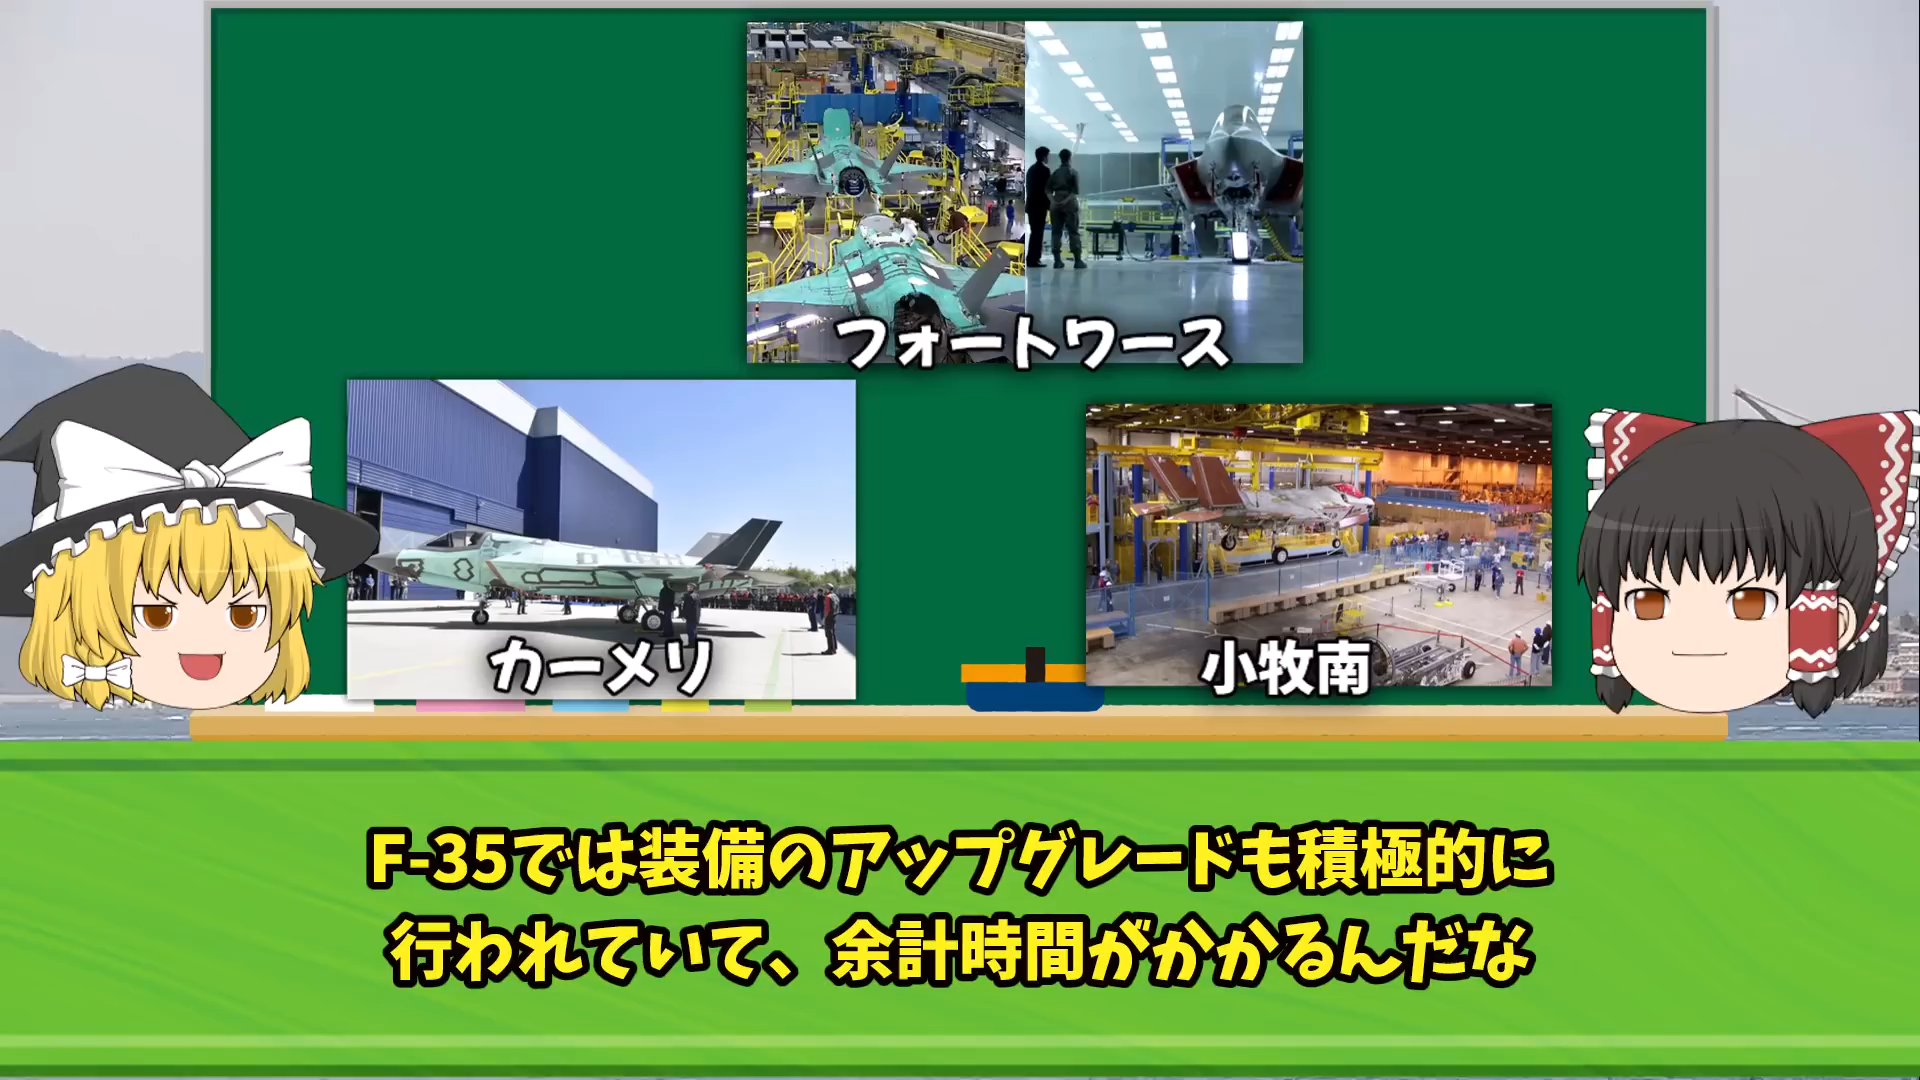 フォートワース
カーメリ
小牧南
F-35では装備のアップグレードも積極的に
行われていて、余計時間がかかるんだな